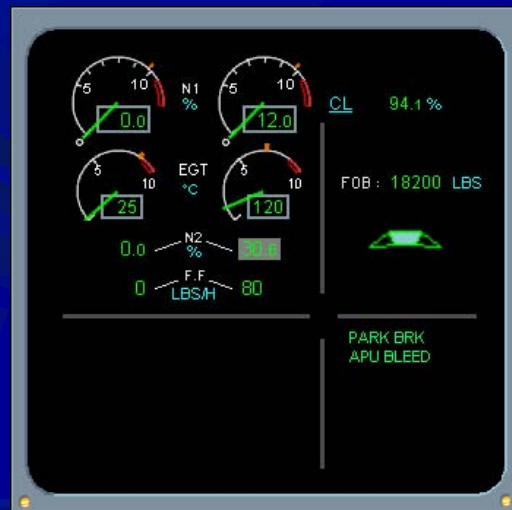 5 10 N1 5 10
0.0 % 12.0
CL 94.1 %
5 10 EGT 5 10
25 °C 120
FOB : 18200 LBS
0.0 N2 % 30.6
0 F.F LBS/H 80
PARK BRK
APU BLEED